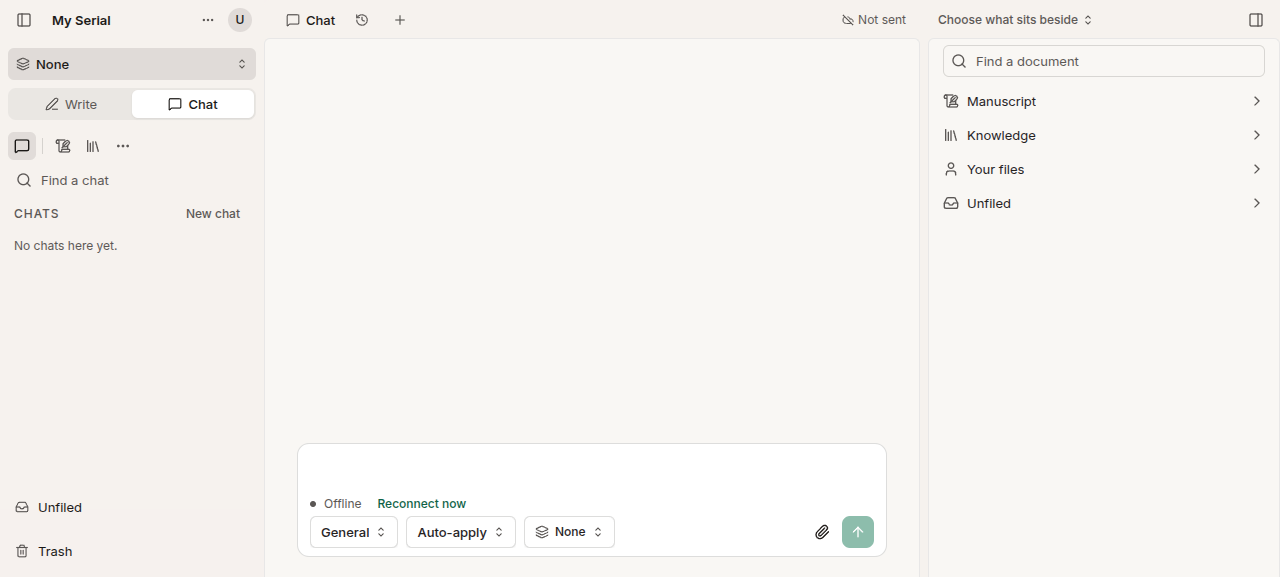 My Serial
U
None
Write
Chat
Find a chat
CHATS
New chat
No chats here yet.
Unfiled
Trash
Chat
Not sent
Offline
Reconnect now
General
Auto-apply
None
Choose what sits beside
Find a document
Manuscript
Knowledge
Your files
Unfiled